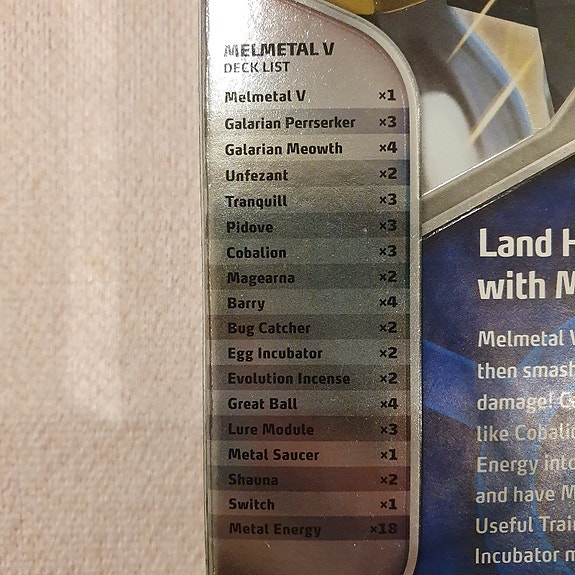 MELMETAL V
DECK LIST
Melmetal V ×1
Galarian Perrserker ×3
Galarian Meowth ×4
Unfezant ×2
Tranquill ×3
Pidove ×3
Cobalion ×3
Magearna ×2
Barry ×4
Bug Catcher ×2
Egg Incubator ×2
Evolution Incense ×2
Great Ball ×4
Lure Module ×3
Metal Saucer ×1
Shauna ×2
Switch ×1
Metal Energy ×18
Land H
with M
Melmetal V
then smash
damage!
like Cobalio
Energy into
and have M
Useful Trai
Incubator m